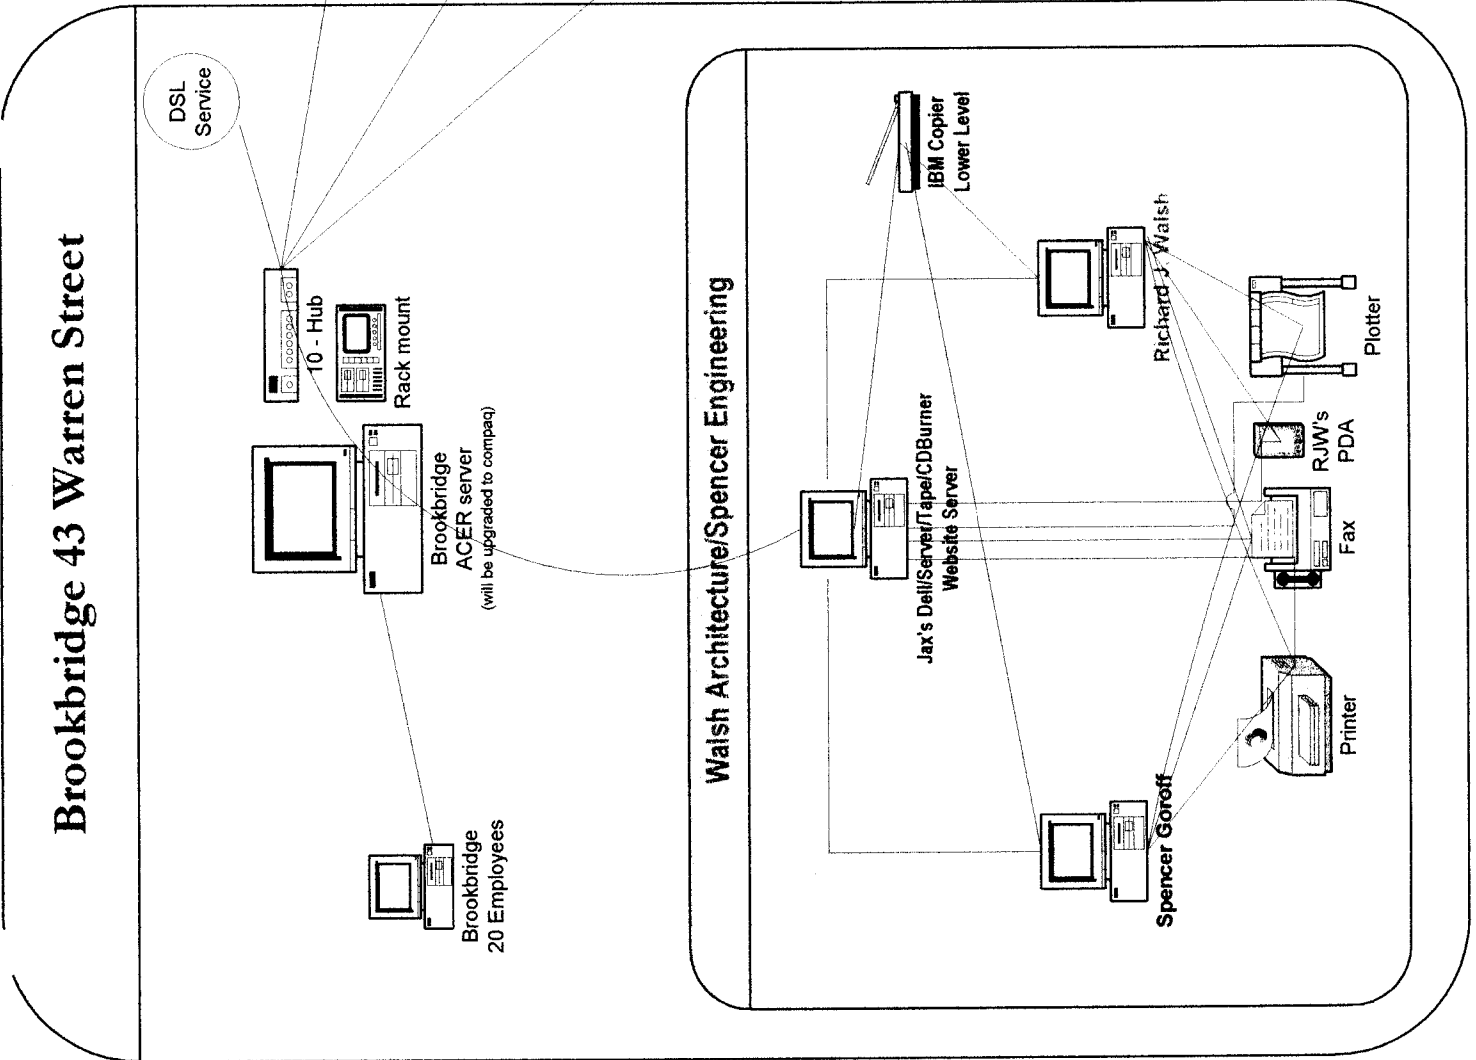 Brookbridge 43 Warren Street
DSL
Service
10 - Hub
Rack mount
Brookbridge
ACER server
(will be upgraded to compaq)
Brookbridge
20 Employees
Walsh Architecture/Spencer Engineering
IBM Copier
Lower Level
Jax's Dell/Server/Tape/CDBurner
Website Server
Richard J. Walsh
Spencer Goroff
Plotter
RJW's
PDA
Fax
Printer